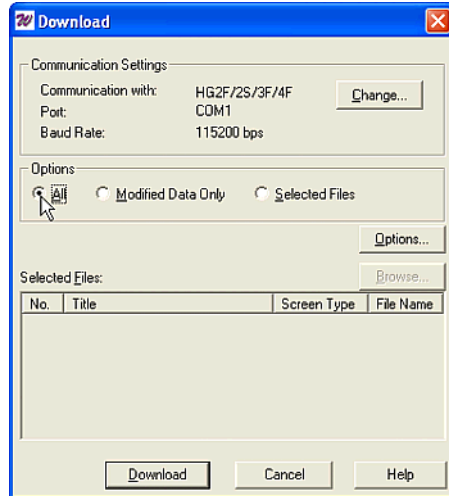 Download
Communication Settings
Communication with: HG2F/2S/3F/4F
Change...
Port: COM1
Baud Rate: 115200 bps
Options
All Modified Data Only Selected Files
Options...
Selected Files:
Browse...
No. Title Screen Type File Name
Download Cancel Help